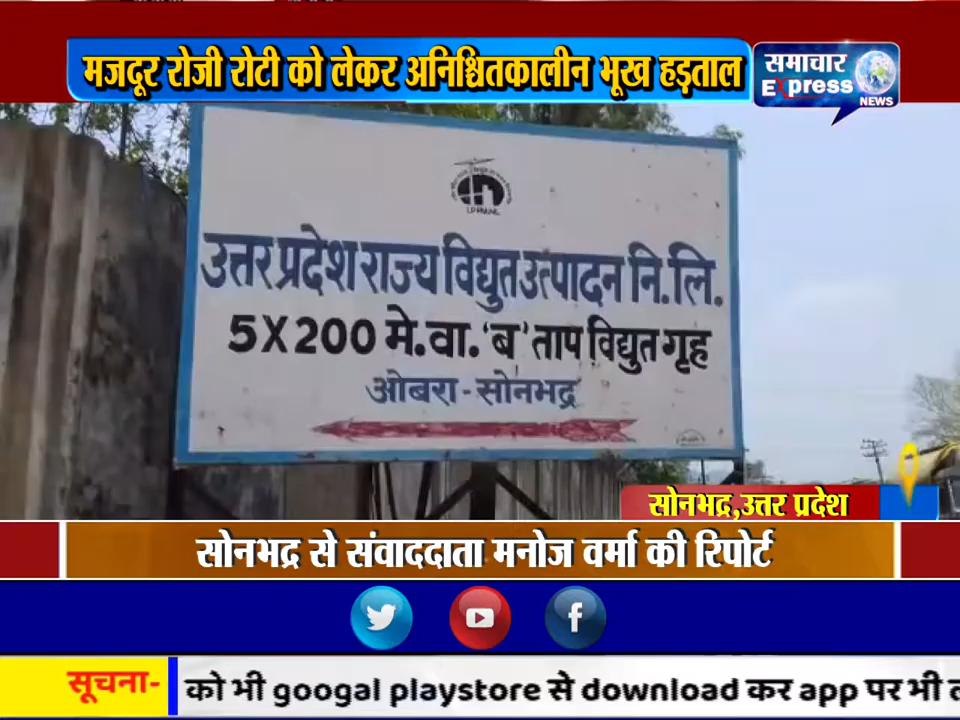 मजदूर रोजी रोटी को लेकर अनिश्चितकालीन भूख हड़ताल
समाचार
Express
NEWS
उत्तर प्रदेश राज्य विद्युत उत्पादन नि.लि.
5X200 मे.वा.'ब' ताप विद्युत गृह
ओबरा-सोनभद्र
सोनभद्र,उत्तर प्रदेश
सोनभद्र से संवाददाता मनोज वर्मा की रिपोर्ट
सूचना- को भी googal playstore से download कर app पर भी